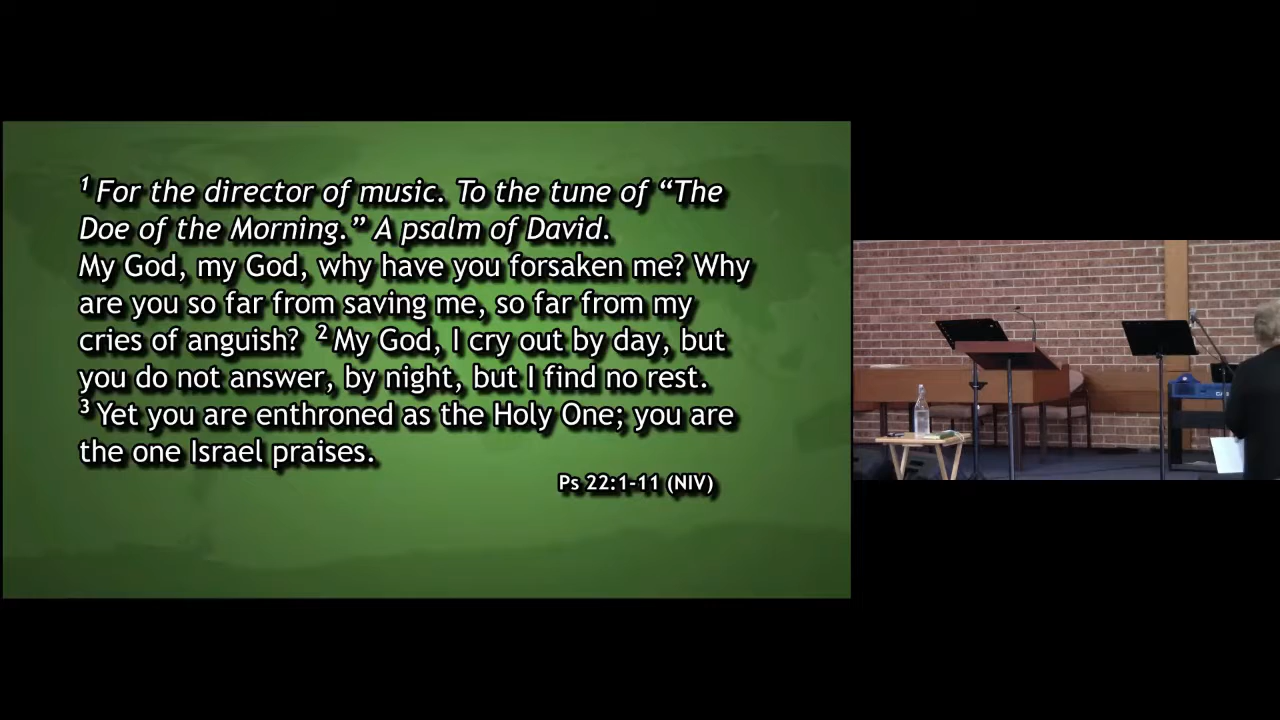 1 For the director of music. To the tune of “The
Doe of the Morning.” A psalm of David.
My God, my God, why have you forsaken me? Why
are you so far from saving me, so far from my
cries of anguish? 2 My God, I cry out by day, but
you do not answer, by night, but I find no rest.
3 Yet you are enthroned as the Holy One; you are
the one Israel praises.
Ps 22:1-11 (NIV)